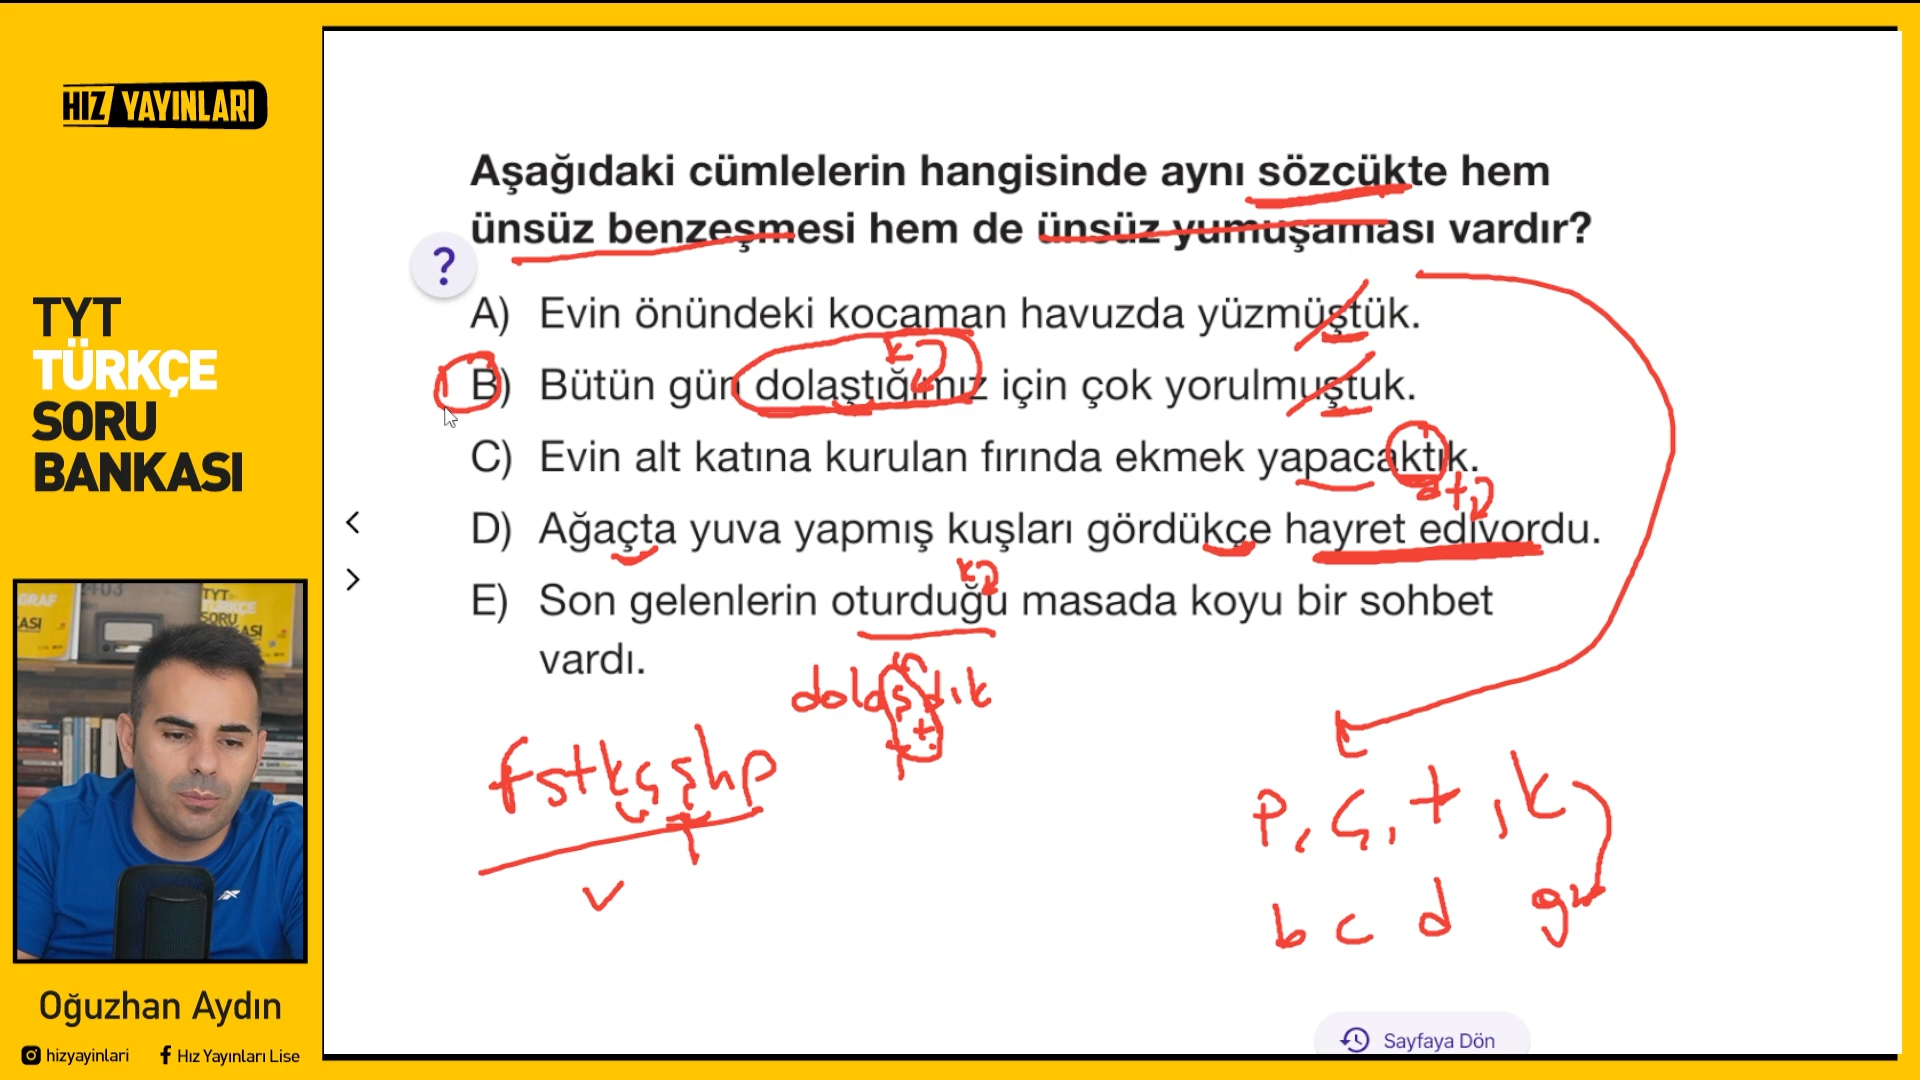 HIZ YAYINLARI
TYT
TÜRKÇE
SORU
BANKASI
Oğuzhan Aydın
hizyayinlari
Hız Yayınları Lise
Aşağıdaki cümlelerin hangisinde aynı sözcükte hem
ünsüz benzeşmesi hem de ünsüz yumuşaması vardır?
?
A) Evin önündeki kocaman havuzda yüzmüştük.
k
B) Bütün gün dolaştığımız için çok yorulmuştuk.
C) Evin alt katına kurulan fırında ekmek yapacaktık.
D) Ağaçta yuva yapmış kuşları gördükçe hayret ediyordu.
k
E) Son gelenlerin oturduğu masada koyu bir sohbet
vardı.
dolaşdık
t
fstkçşhp
p, ç, t, k
b c d ğ
Sayfaya Dön